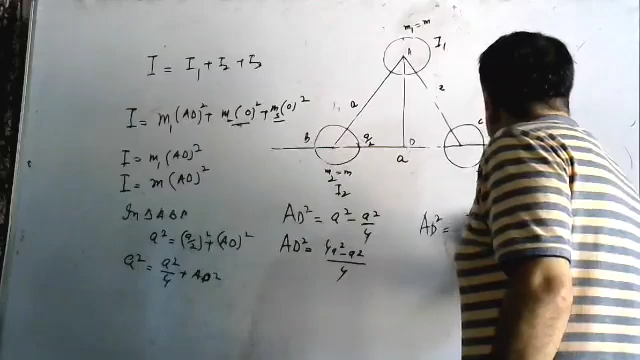 I = I₁ + I₂ + I₃
I = m₁(AD)² + m₂(0)² + m₃(0)²
I = m₁(AD)²
I = m(AD)²
In Δ ABD
a² = (a/2)² + (AD)²
a² = a²/4 + AD²
m₁ = m
I₁
A
a
a
B
a/2
D
C
a
m₂ = m
I₂
AD² = a² - a²/4
AD² = 4a² - a²/4
AD² =